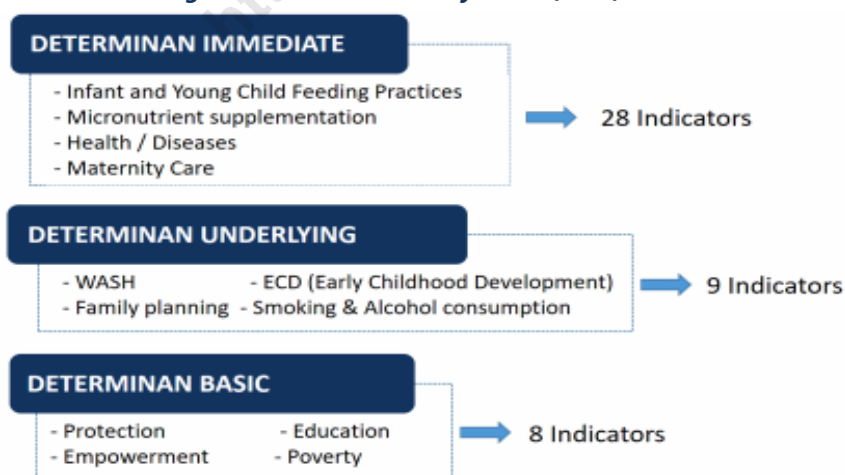 DETERMINAN IMMEDIATE
- Infant and Young Child Feeding Practices
- Micronutrient supplementation
- Health / Diseases
- Maternity Care
28 Indicators
DETERMINAN UNDERLYING
- WASH - ECD (Early Childhood Development)
- Family planning - Smoking & Alcohol consumption
9 Indicators
DETERMINAN BASIC
- Protection - Education
- Empowerment - Poverty
8 Indicators